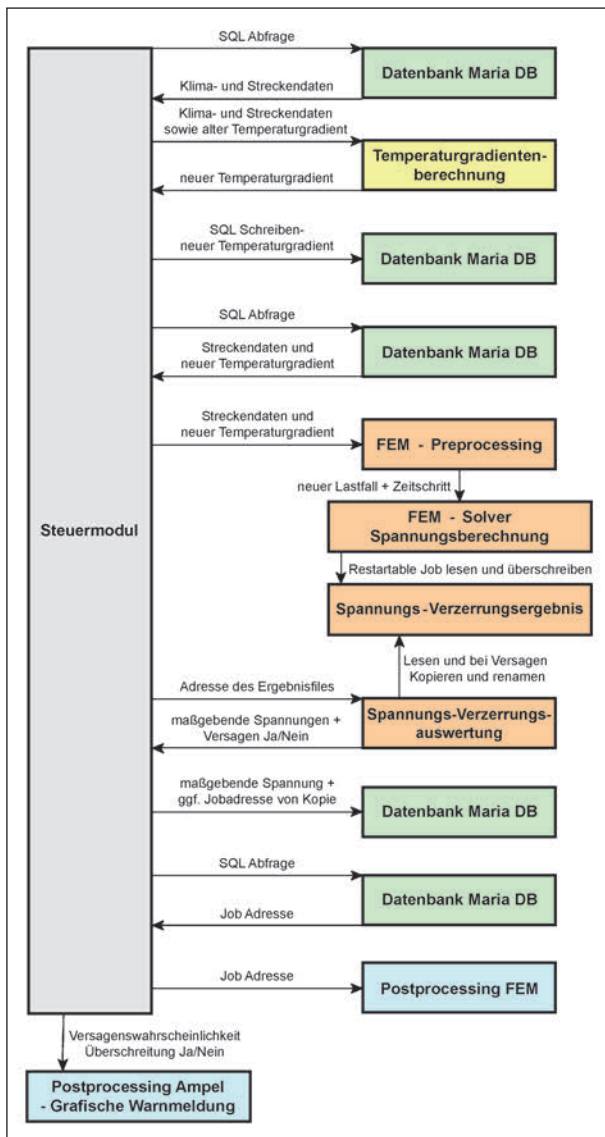 SQL Abfrage
Datenbank Maria DB
Klima- und Streckendaten
Klima- und Streckendaten
sowie alter Temperaturgradient
Temperaturgradienten-
berechnung
neuer Temperaturgradient
SQL Schreiben-
neuer Temperaturgradient
Datenbank Maria DB
SQL Abfrage
Datenbank Maria DB
Streckendaten und
neuer Temperaturgradient
Streckendaten und
neuer Temperaturgradient
FEM - Preprocessing
neuer Lastfall + Zeitschritt
Steuermodul
FEM - Solver
Spannungsberechnung
Restartable Job lesen und überschreiben
Spannungs-Verzerrungsergebnis
Lesen und bei Versagen
Kopieren und renamen
Adresse des Ergebnisfiles
Spannungs-Verzerrungs-
auswertung
maßgebende Spannungen +
Versagen Ja/Nein
maßgebende Spannung +
ggf. Jobadresse von Kopie
Datenbank Maria DB
SQL Abfrage
Datenbank Maria DB
Job Adresse
Job Adresse
Postprocessing FEM
Versagenswahrscheinlichkeit
Überschreitung Ja/Nein
Postprocessing Ampel
- Grafische Warnmeldung